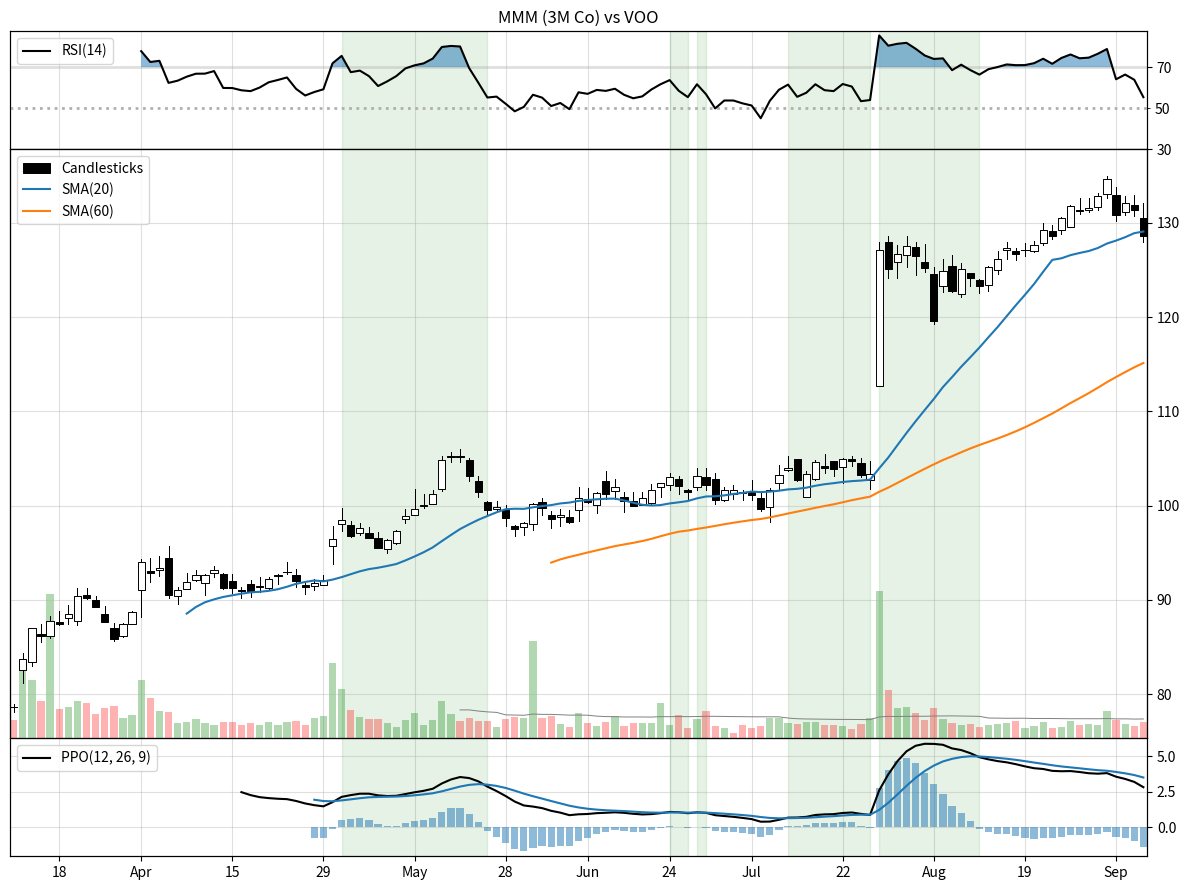 MMM (3M Co) vs VOO
RSI(14)
70
50
30
Candlesticks
SMA(20)
SMA(60)
130
120
110
100
90
80
PPO(12, 26, 9)
5.0
2.5
0.0
18 Apr 15 29 May 28 Jun 24 Jul 22 Aug 19 Sep